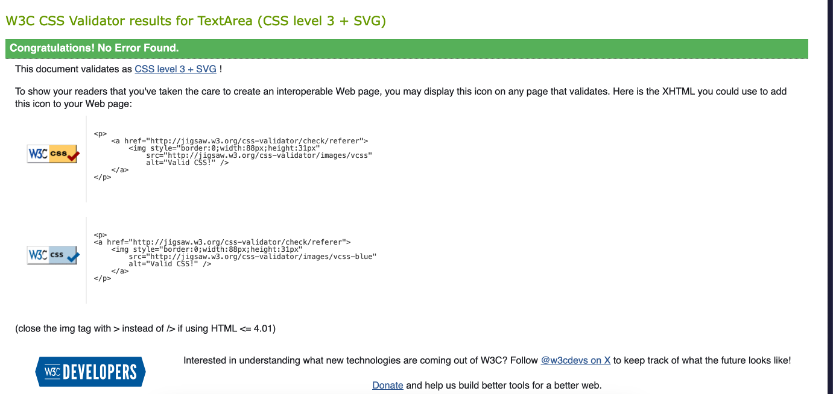 W3C CSS Validator results for TextArea (CSS level 3 + SVG)
Congratulations! No Error Found.
This document validates as CSS level 3 + SVG !
To show your readers that you've taken the care to create an interoperable Web page, you may display this icon on any page that validates. Here is the XHTML you could use to add
this icon to your Web page:
W3C css
<p>
<a href="http://jigsaw.w3.org/css-validator/check/referer">
<img style="border:0;width:88px;height:31px"
src="http://jigsaw.w3.org/css-validator/images/vcss"
alt="Valid CSS!" />
</a>
</p>
W3C css
<p>
<a href="http://jigsaw.w3.org/css-validator/check/referer">
<img style="border:0;width:88px;height:31px"
src="http://jigsaw.w3.org/css-validator/images/vcss-blue"
alt="Valid CSS!" />
</a>
</p>
(close the img tag with > instead of /> if using HTML <= 4.01)
W3C DEVELOPERS
Interested in understanding what new technologies are coming out of W3C? Follow @w3cdevs on X to keep track of what the future looks like!
Donate and help us build better tools for a better web.